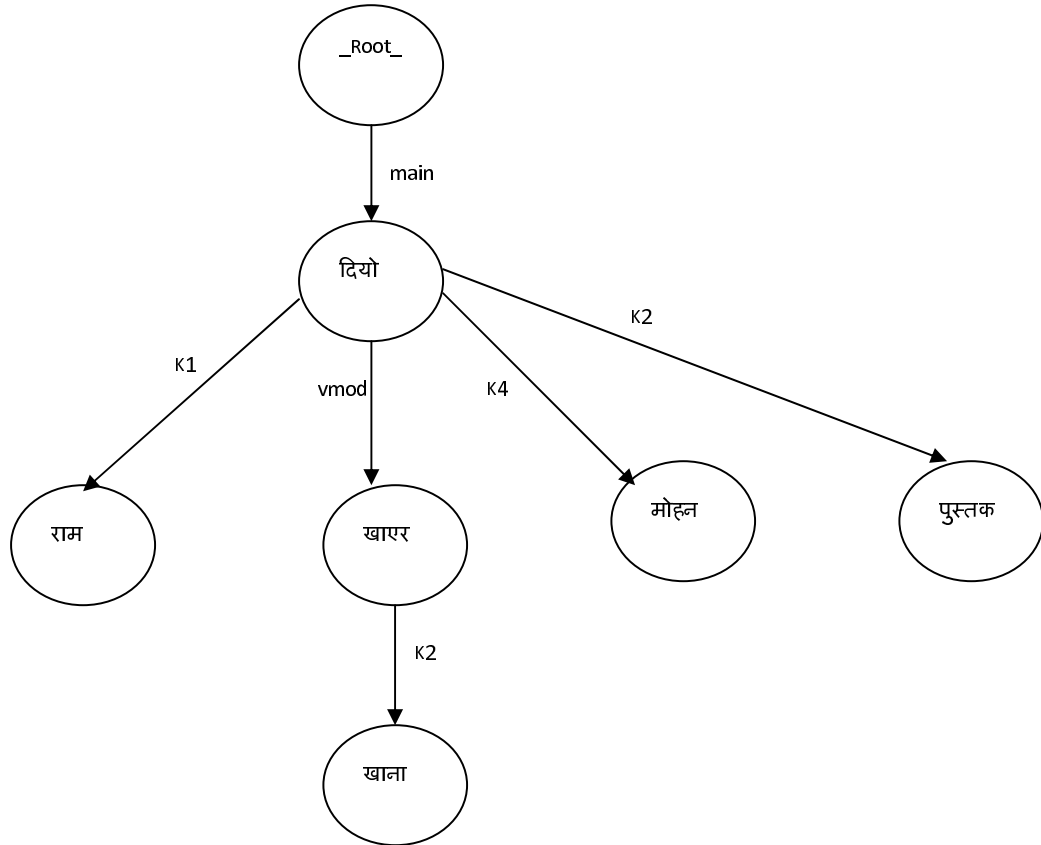 _Root_
main
दियो
K2
K1
vmod
K4
राम
खाएर
मोहन
पुस्तक
K2
खाना